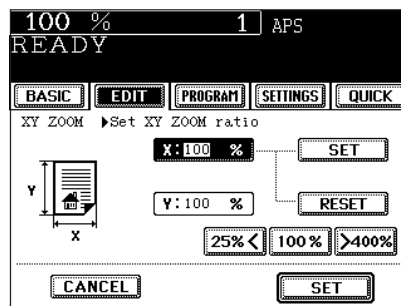 100 % 1 APS
READY
BASIC EDIT PROGRAM SETTINGS QUICK
XY ZOOM ▶Set XY ZOOM ratio
X:100 % SET
Y
Y:100 % RESET
X
25%< 100% >400%
CANCEL SET